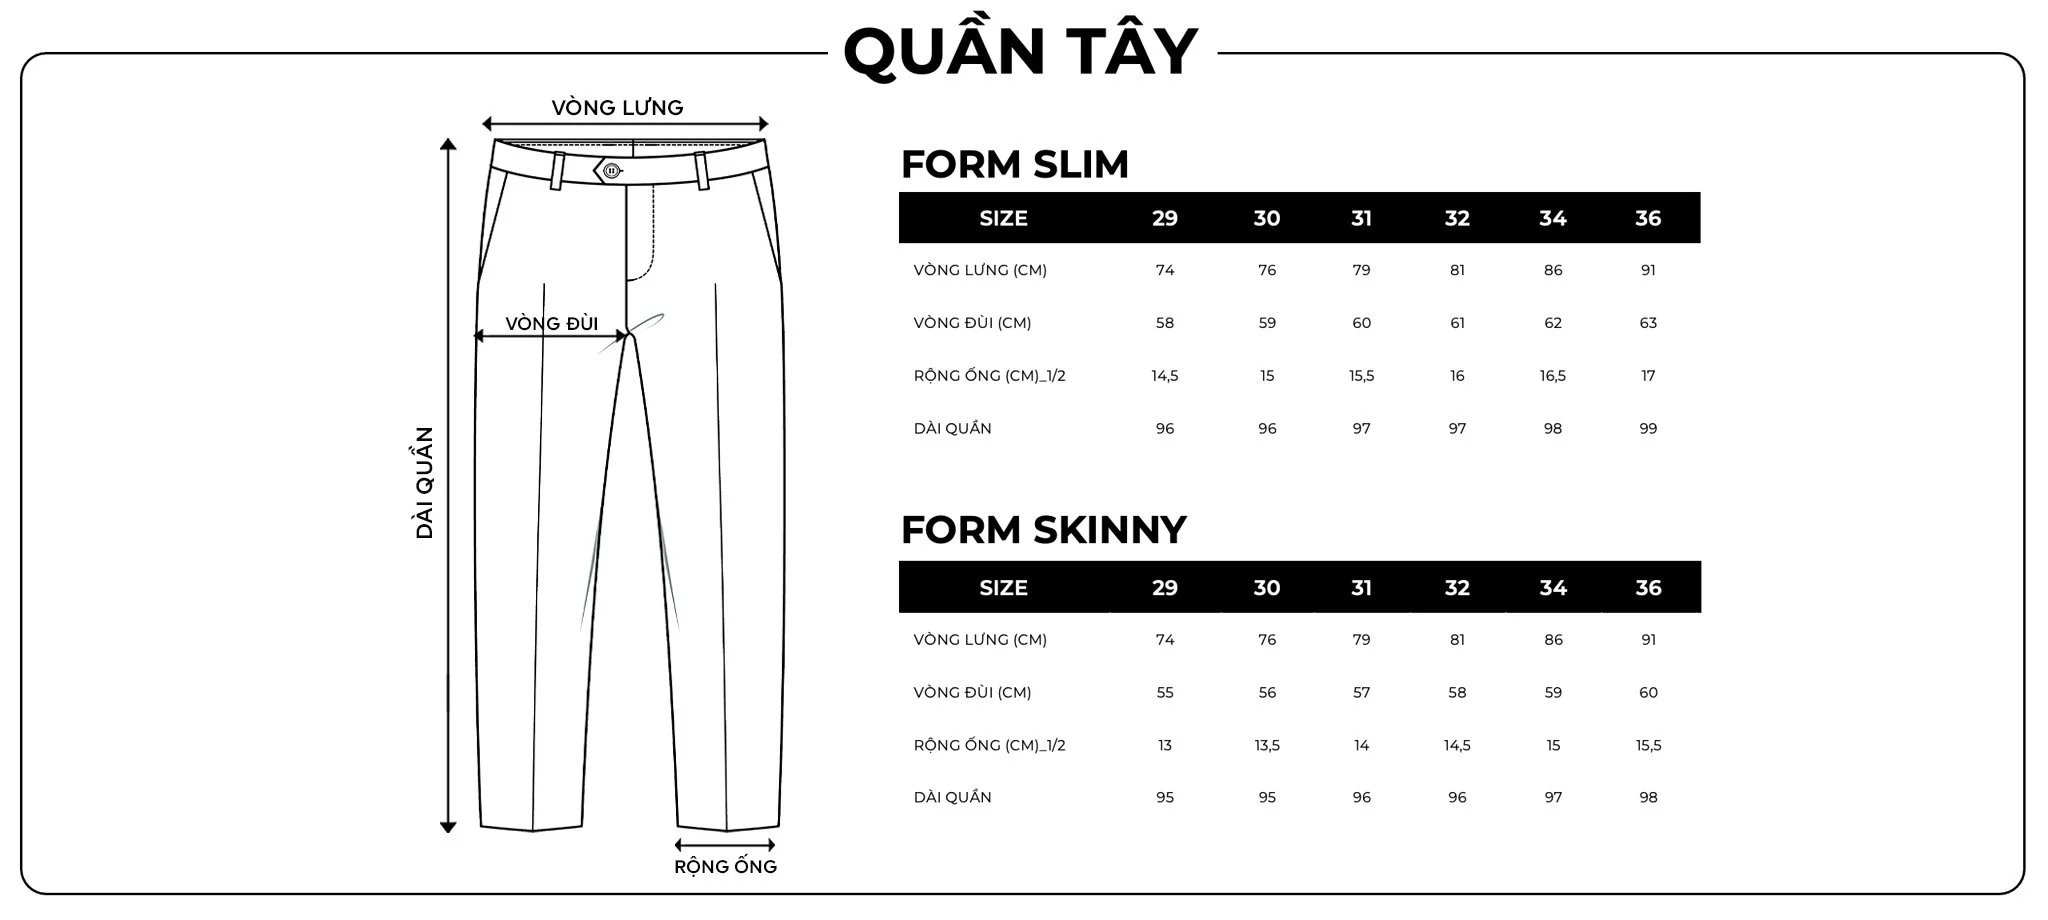 QUẦN TÂY
VÒNG LƯNG
VÒNG ĐÙI
DÀI QUẦN
RỘNG ỐNG
FORM SLIM
SIZE 29 30 31 32 34 36
VÒNG LƯNG (CM) 74 76 79 81 86 91
VÒNG ĐÙI (CM) 58 59 60 61 62 63
RỘNG ỐNG (CM)_1/2 14,5 15 15,5 16 16,5 17
DÀI QUẦN 96 96 97 97 98 99
FORM SKINNY
SIZE 29 30 31 32 34 36
VÒNG LƯNG (CM) 74 76 79 81 86 91
VÒNG ĐÙI (CM) 55 56 57 58 59 60
RỘNG ỐNG (CM)_1/2 13 13,5 14 14,5 15 15,5
DÀI QUẦN 95 95 96 96 97 98